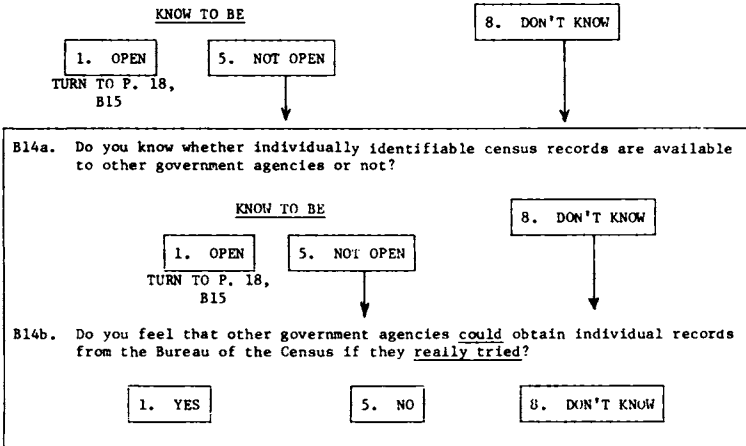 KNOW TO BE
8. DON'T KNOW
1. OPEN 5. NOT OPEN
TURN TO P. 18,
B15
B14a. Do you know whether individually identifiable census records are available
to other government agencies or not?
KNOW TO BE
8. DON'T KNOW
1. OPEN 5. NOT OPEN
TURN TO P. 18,
B15
B14b. Do you feel that other government agencies could obtain individual records
from the Bureau of the Census if they really tried?
1. YES 5. NO 8. DON'T KNOW